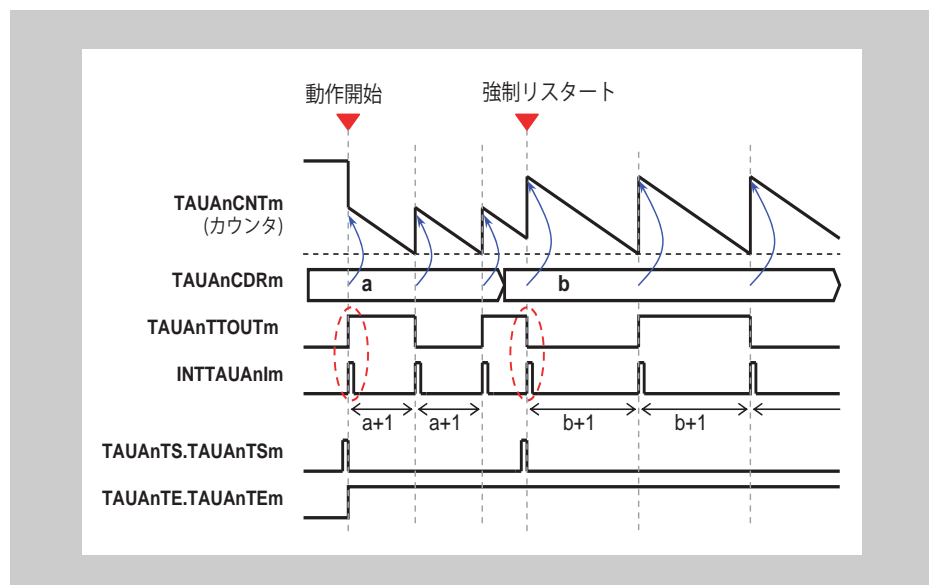 動作開始
強制リスタート
TAUAnCNTm
(カウンタ)
TAUAnCDRm
a
b
TAUAnTTOUTm
INTTAUAnIm
a+1
a+1
b+1
b+1
TAUAnTS.TAUAnTSm
TAUAnTE.TAUAnTEm